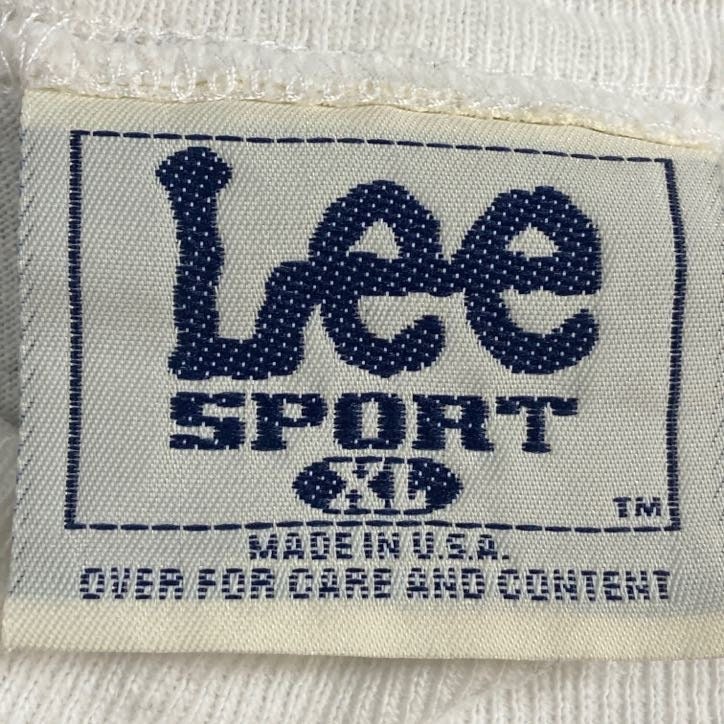 Lee
SPORT
XL
TM
MADE IN U.S.A.
OVER FOR CARE AND CONTENT